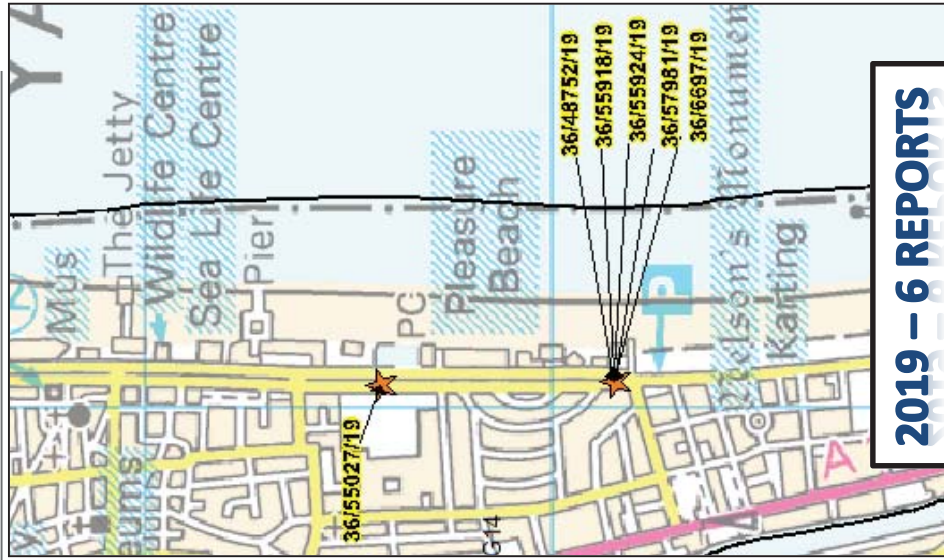 Y A
Mus
The Jetty
Wildlife Centre
Sea Life Centre
Pier
PC
Pleasure
Beach
36/48752/19
36/55918/19
36/55924/19
36/57981/19
36/6697/19
36/55027/19
P
Nelson's Monument
Karting
G14
A
2019 – 6 REPORTS